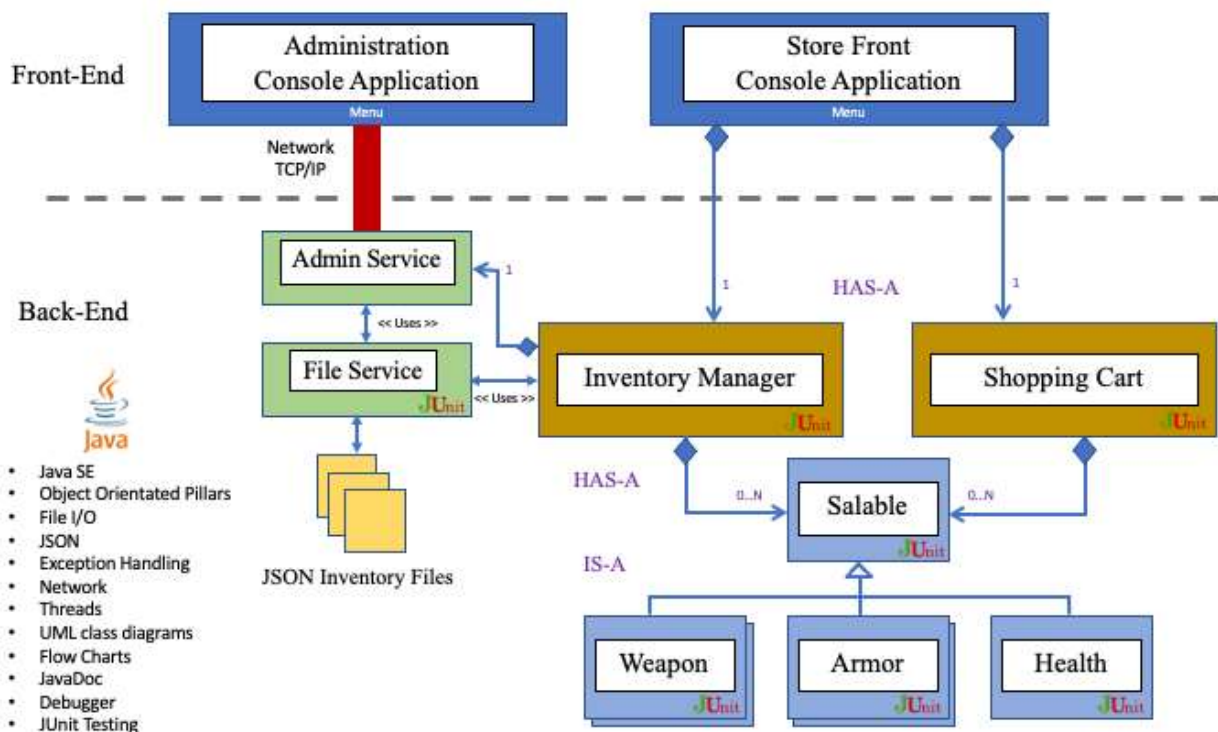 Front-End
Administration
Console Application
Menu
Store Front
Console Application
Menu
Network
TCP/IP
Back-End
Admin Service
<< Uses >>
File Service
JUnit
<< Uses >>
1
1
HAS-A
1
Inventory Manager
JUnit
Shopping Cart
JUnit
Java
HAS-A
0...N
Salable
JUnit
0...N
JSON Inventory Files
IS-A
Weapon
JUnit
Armor
JUnit
Health
JUnit
• Java SE
• Object Orientated Pillars
• File I/O
• JSON
• Exception Handling
• Network
• Threads
• UML class diagrams
• Flow Charts
• JavaDoc
• Debugger
• JUnit Testing